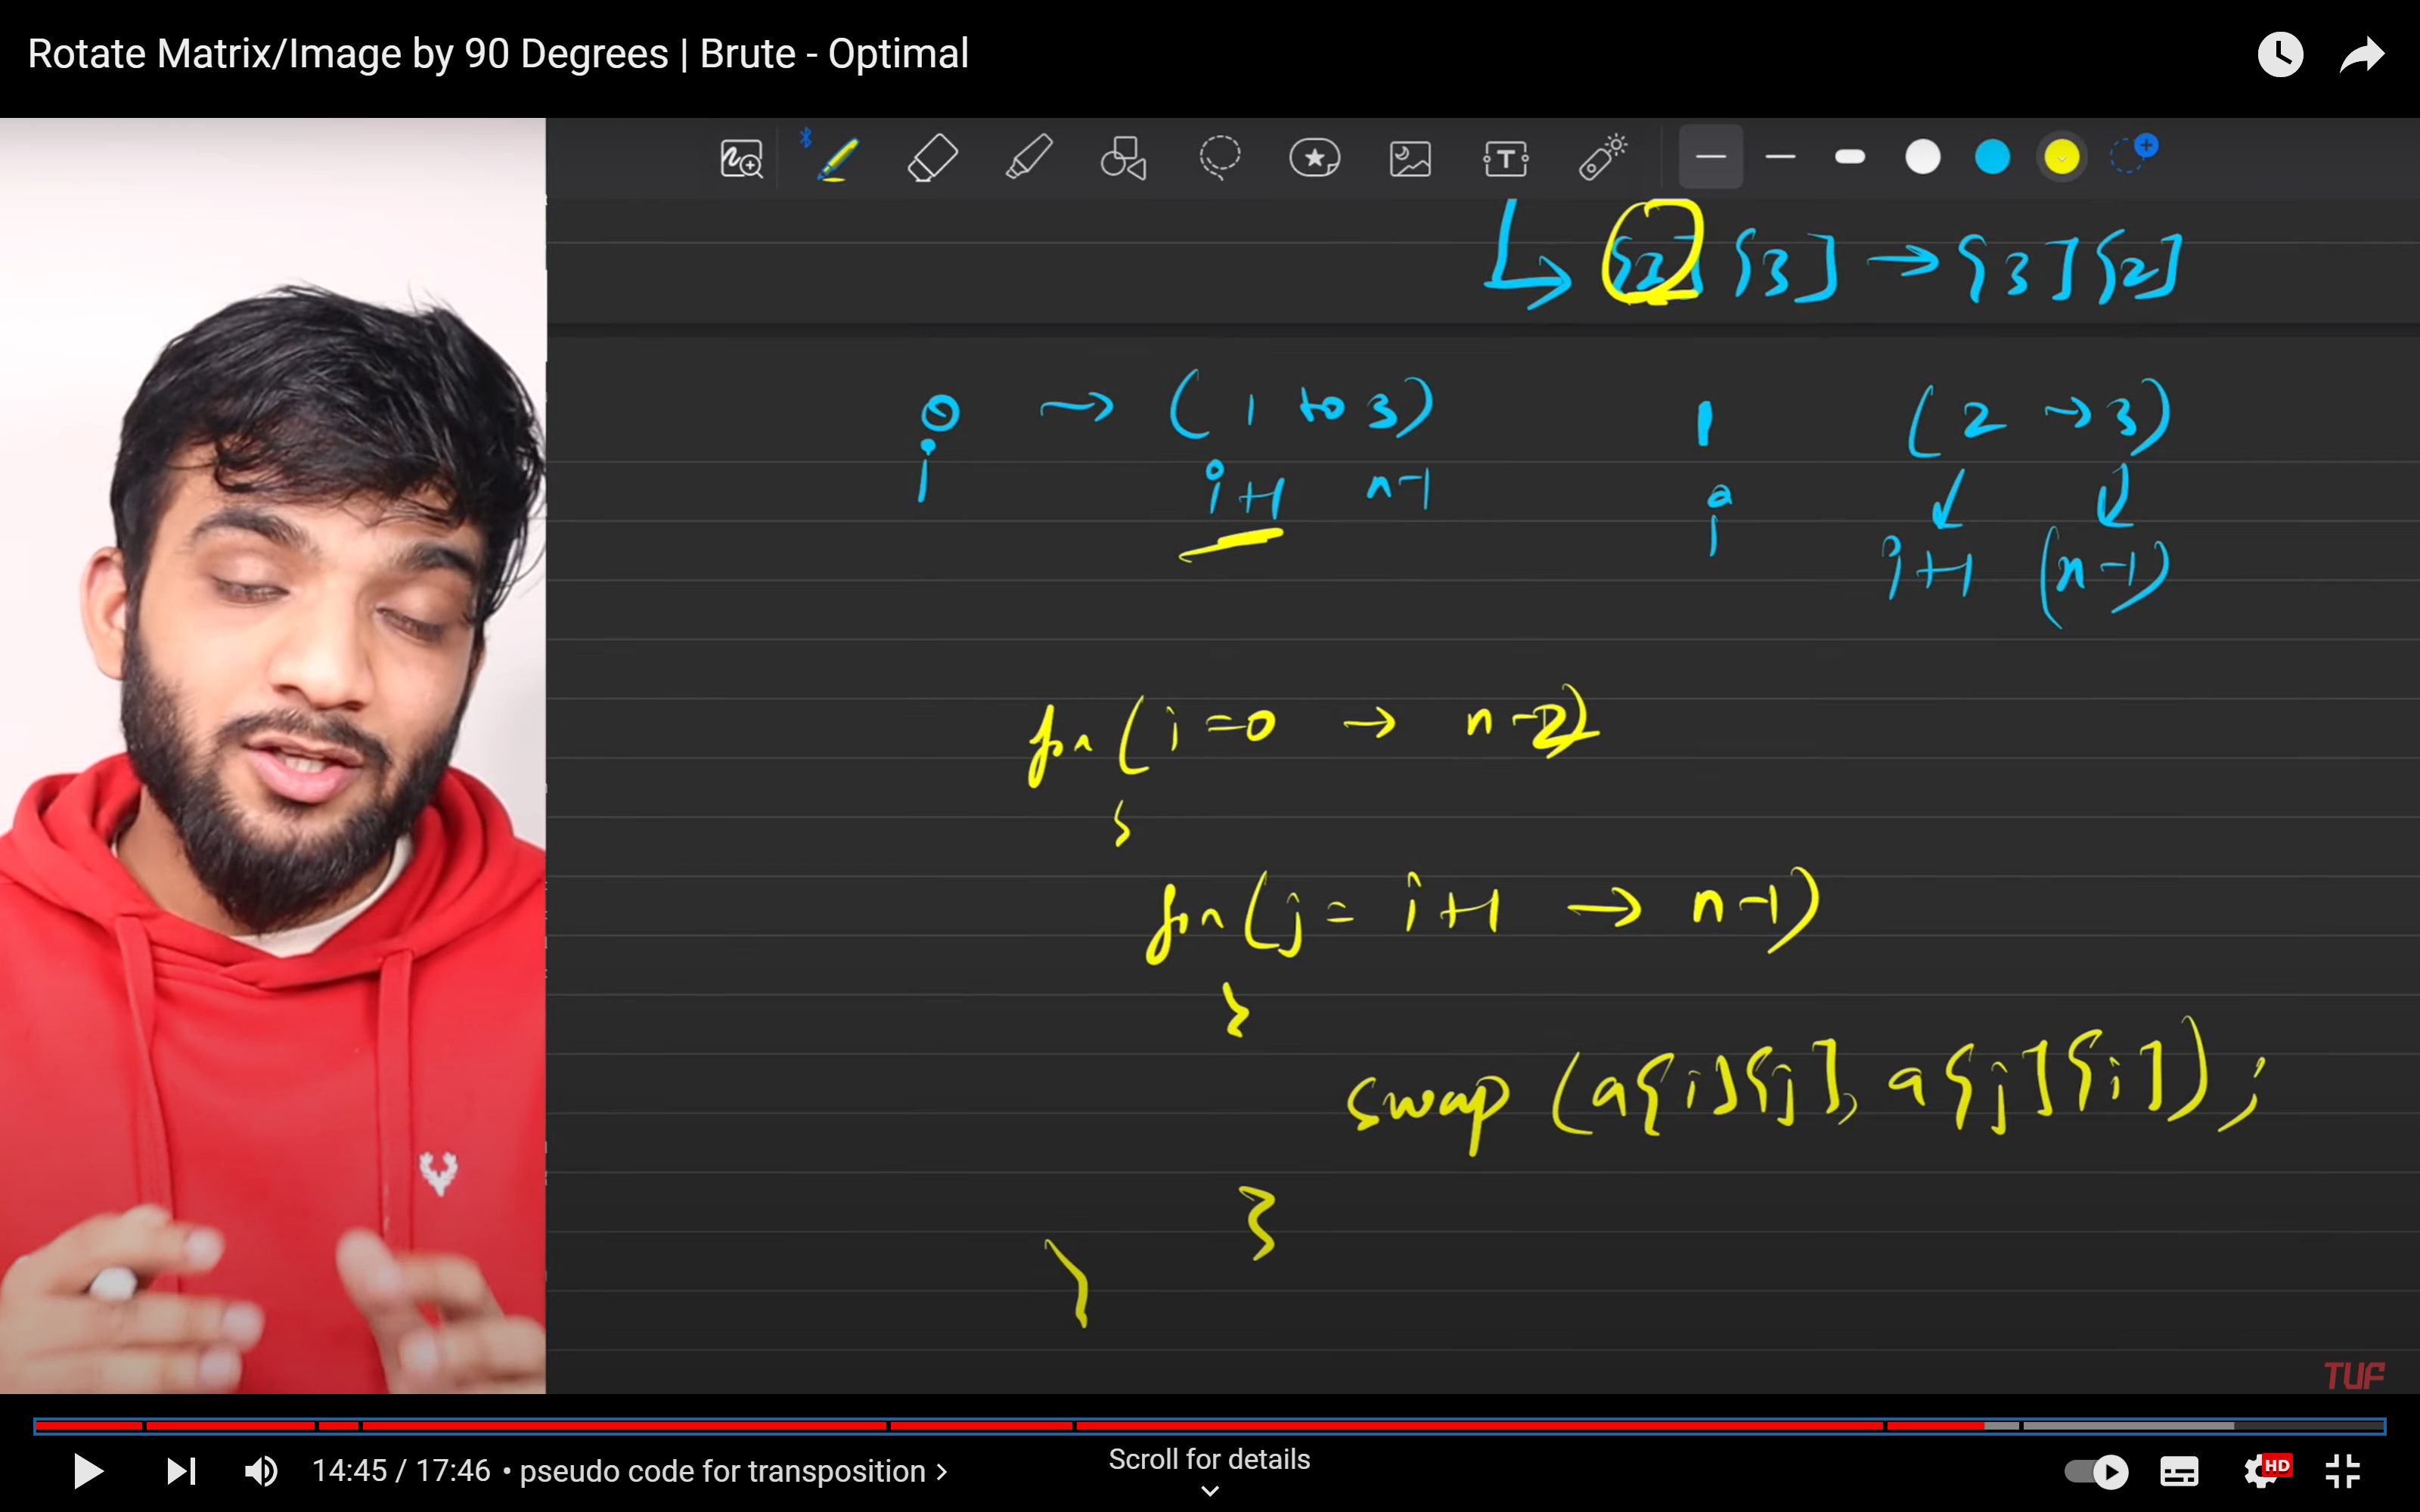 Rotate Matrix/Image by 90 Degrees | Brute - Optimal
T
[2] [3] → [3][2]
0 → (1 to 3) 1 (2 → 3)
i i+1 n-1 i i+1 (n-1)
for (i = 0 → n-2)
{
for (j = i+1 → n-1)
{
swap (a[i][j], a[j][i]);
}
}
TUF
14:45 / 17:46 • pseudo code for transposition >
Scroll for details
HD